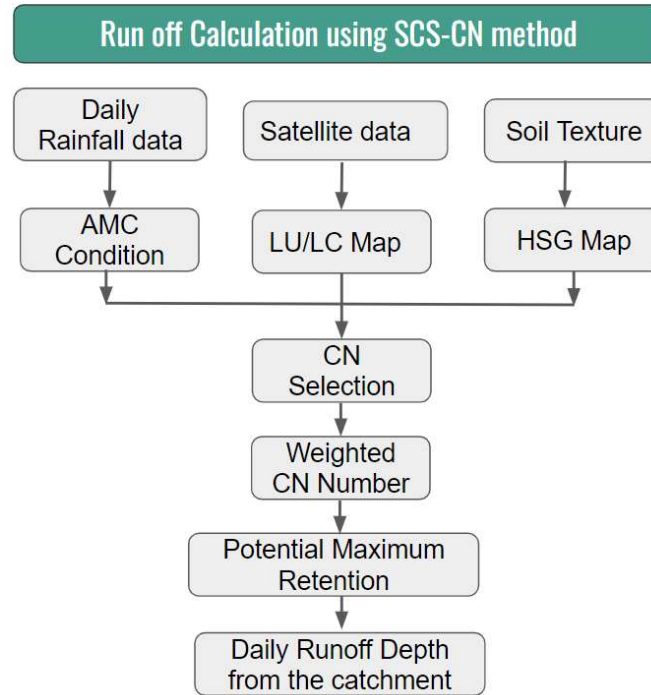 Run off Calculation using SCS-CN method
Daily
Rainfall data
Satellite data
Soil Texture
AMC
Condition
LU/LC Map
HSG Map
CN
Selection
Weighted
CN Number
Potential Maximum
Retention
Daily Runoff Depth
from the catchment